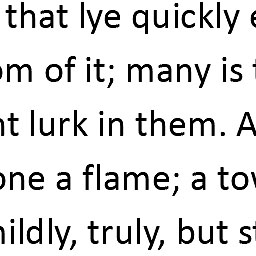 that lye quickly
om of it; many is
nt lurk in them. A
one a flame; a tow
mildly, truly, but st